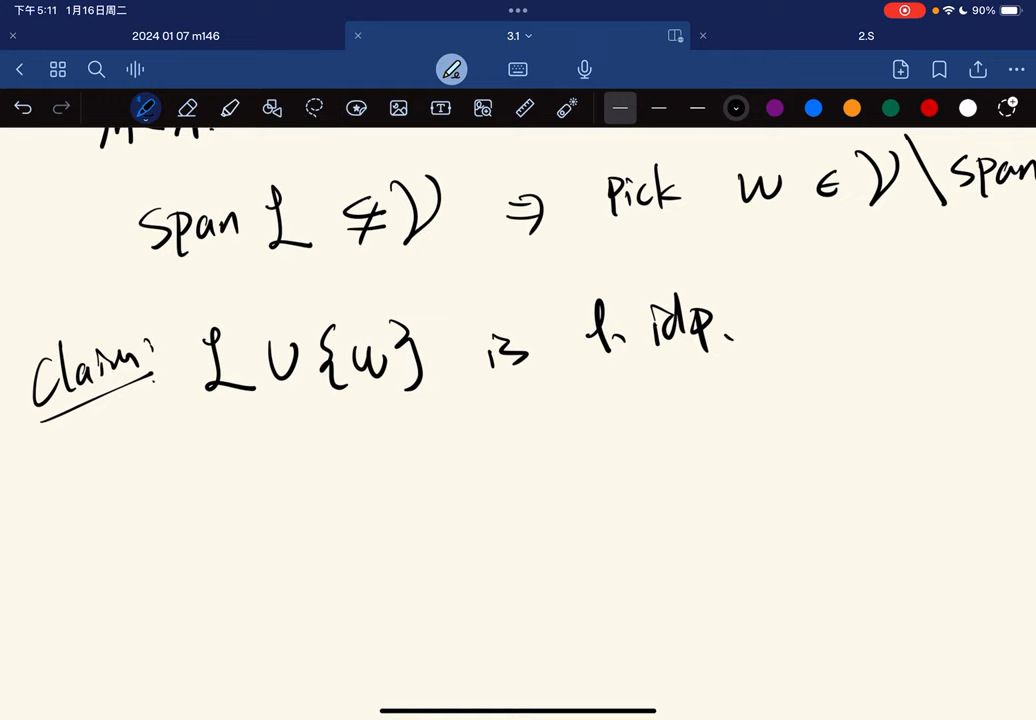 下午5:11 1月16日周二 90%
2024 01 07 m146 3.1 2.S
span L ⊊ V ⇒ pick w ∈ V \ span
Claim: L ∪ {w} is l. idp.